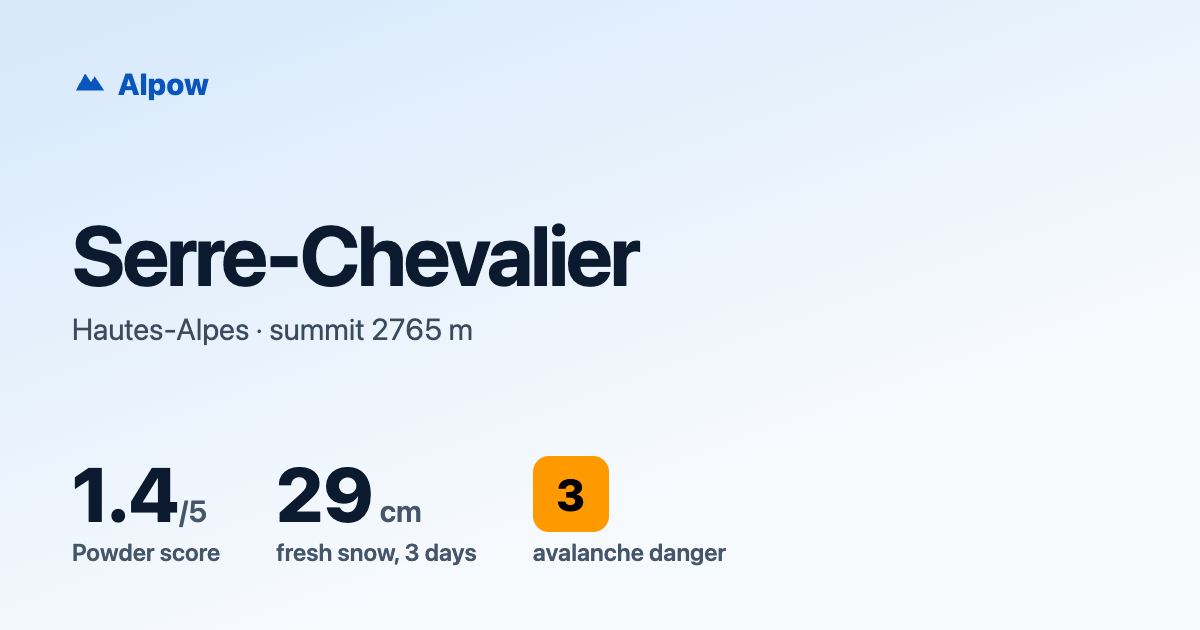 Alpow
Serre-Chevalier
Hautes-Alpes · summit 2765 m
1.4/5
Powder score
29 cm
fresh snow, 3 days
3
avalanche danger